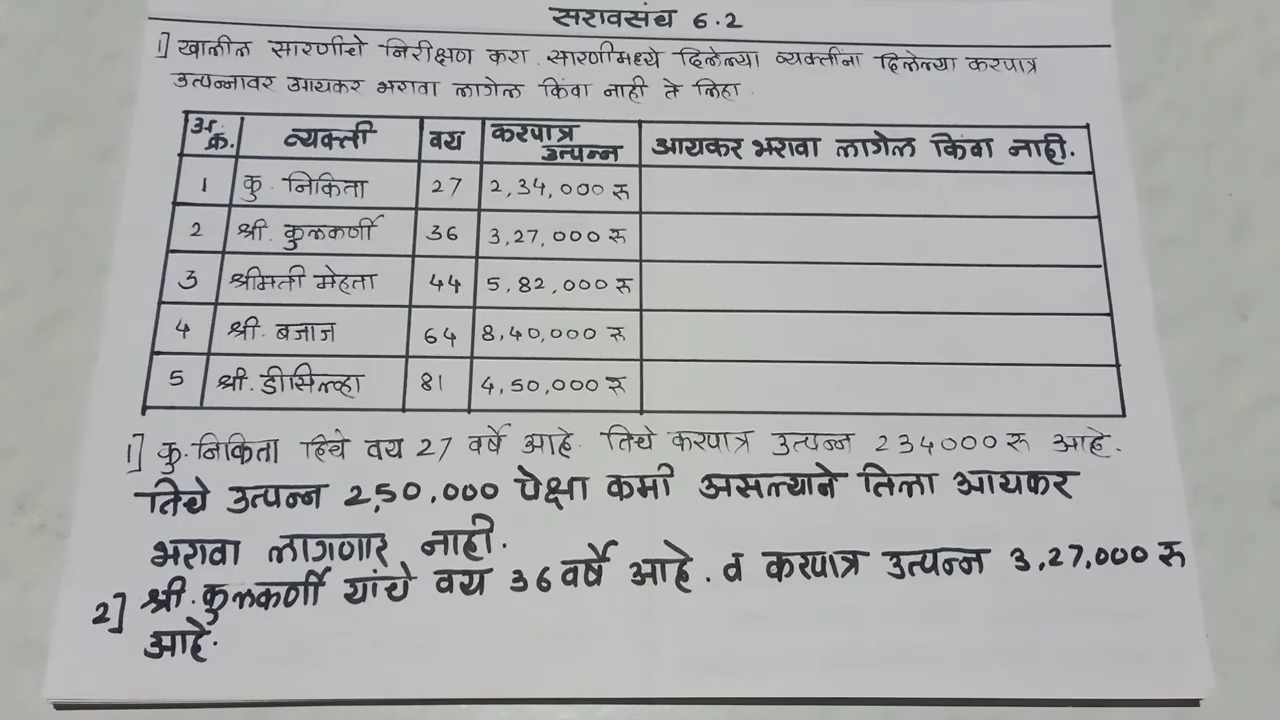 सरावसंच 6.2
1] खालील सारणीचे निरीक्षण करा. सारणीमध्ये दिलेल्या व्यक्तींना दिलेल्या करपात्र
उत्पन्नावर आयकर भरावा लागेल किंवा नाही ते लिहा.
अ. क्र. व्यक्ती वय करपात्र उत्पन्न आयकर भरावा लागेल किंवा नाही.
1 कु. निकिता 27 2,34,000 रु
2 श्री. कुलकर्णी 36 3,27,000 रु
3 श्रीमती मेहता 44 5,82,000 रु
4 श्री. बजाज 64 8,40,000 रु
5 श्री. डीसिल्व्हा 81 4,50,000 रु
1] कु. निकिता हिचे वय 27 वर्षे आहे. तिचे करपात्र उत्पन्न 234000 रु आहे.
तिचे उत्पन्न 2,50,000 पेक्षा कमी असल्याने तिला आयकर
भरावा लागणार नाही.
2] श्री. कुलकर्णी यांचे वय 36 वर्षे आहे. व करपात्र उत्पन्न 3,27,000 रु
आहे.